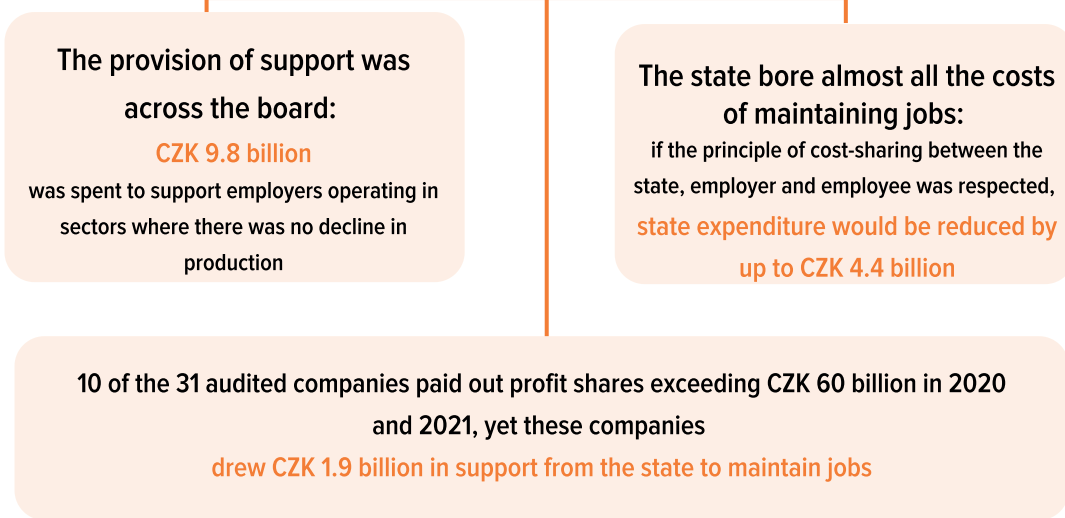 The provision of support was
across the board:
CZK 9.8 billion
was spent to support employers operating in
sectors where there was no decline in
production
The state bore almost all the costs
of maintaining jobs:
if the principle of cost-sharing between the
state, employer and employee was respected,
state expenditure would be reduced by
up to CZK 4.4 billion
10 of the 31 audited companies paid out profit shares exceeding CZK 60 billion in 2020
and 2021, yet these companies
drew CZK 1.9 billion in support from the state to maintain jobs